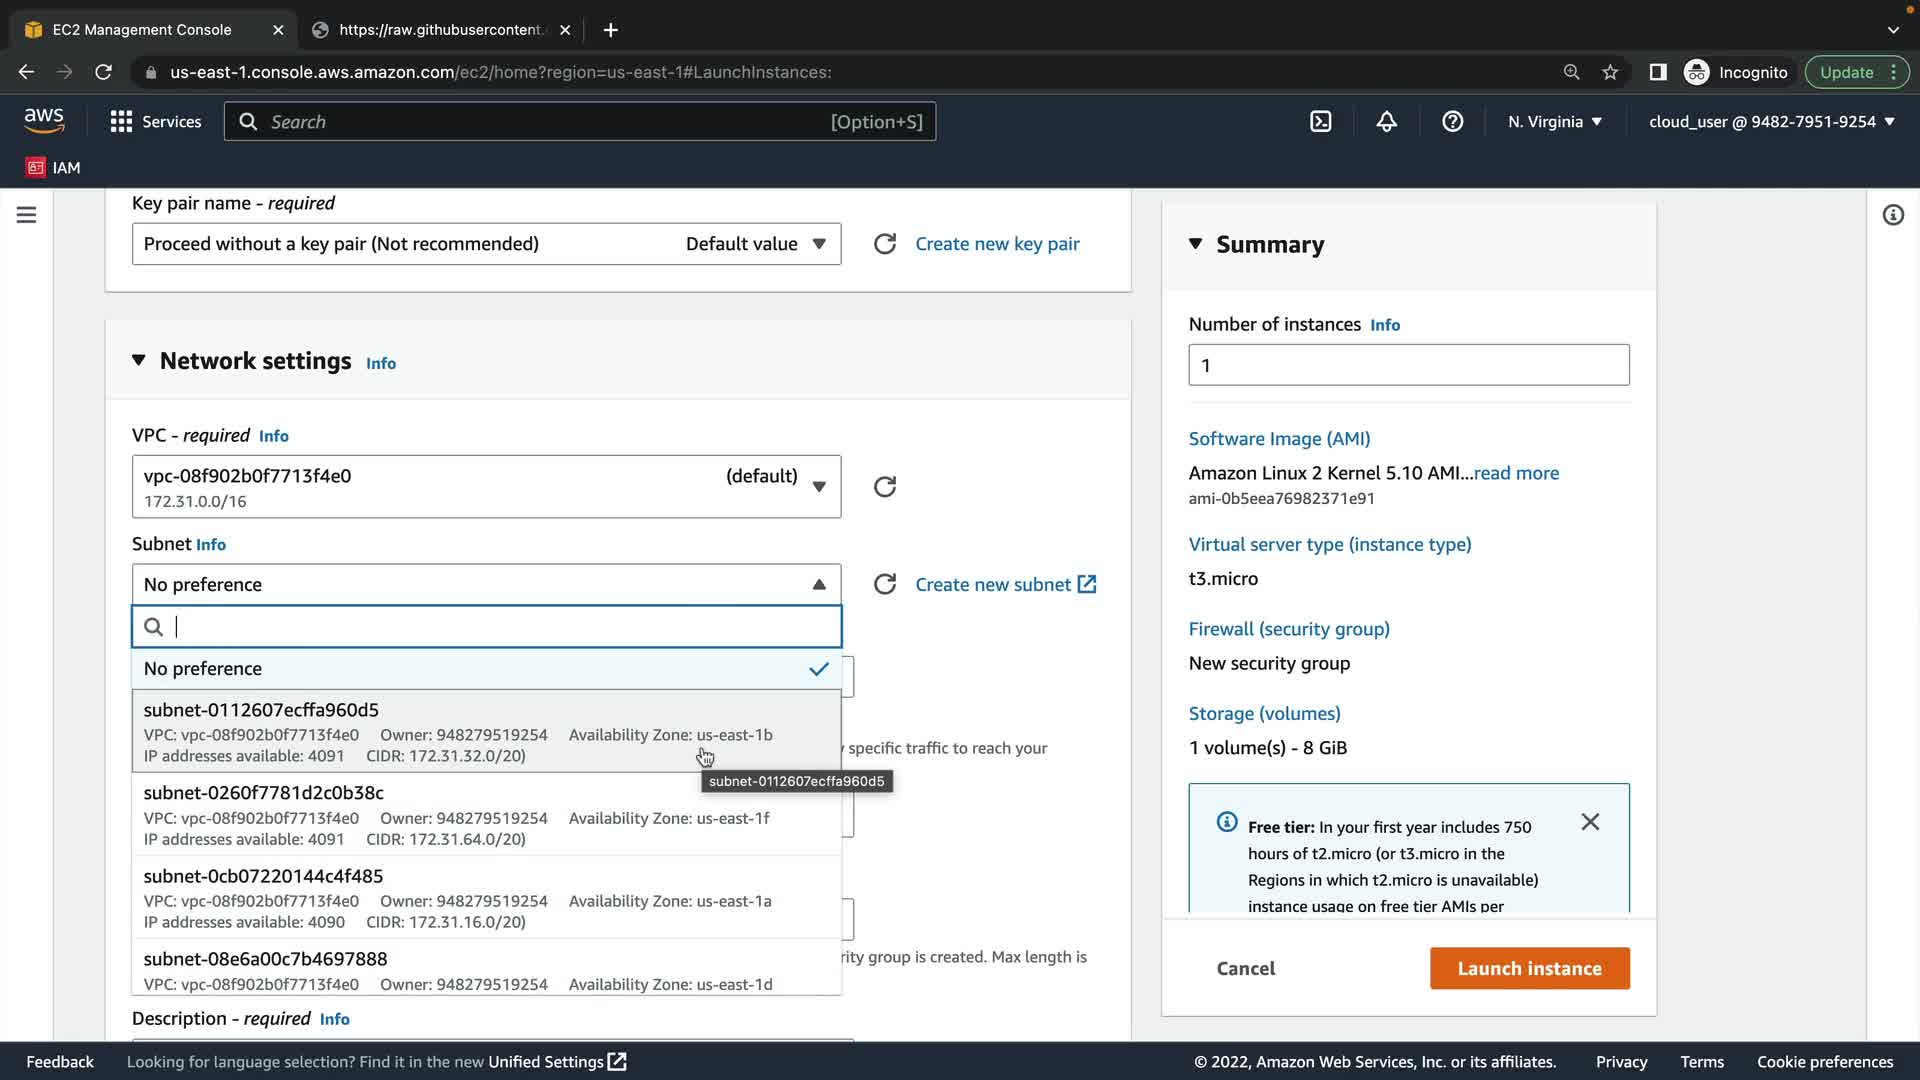 EC2 Management Console
https://raw.githubusercontent.
us-east-1.console.aws.amazon.com/ec2/home?region=us-east-1#LaunchInstances:
Incognito
Update
aws
Services
Search
[Option+S]
N. Virginia
cloud_user @ 9482-7951-9254
IAM
Key pair name - required
Proceed without a key pair (Not recommended) Default value
Create new key pair
Network settings Info
VPC - required Info
vpc-08f902b0f7713f4e0 (default)
172.31.0.0/16
Subnet Info
No preference
Create new subnet
No preference
subnet-0112607ecffa960d5
VPC: vpc-08f902b0f7713f4e0 Owner: 948279519254 Availability Zone: us-east-1b
IP addresses available: 4091 CIDR: 172.31.32.0/20)
specific traffic to reach your
subnet-0112607ecffa960d5
subnet-0260f7781d2c0b38c
VPC: vpc-08f902b0f7713f4e0 Owner: 948279519254 Availability Zone: us-east-1f
IP addresses available: 4091 CIDR: 172.31.64.0/20)
subnet-0cb07220144c4f485
VPC: vpc-08f902b0f7713f4e0 Owner: 948279519254 Availability Zone: us-east-1a
IP addresses available: 4090 CIDR: 172.31.16.0/20)
subnet-08e6a00c7b4697888
VPC: vpc-08f902b0f7713f4e0 Owner: 948279519254 Availability Zone: us-east-1d
rity group is created. Max length is
Description - required Info
Summary
Number of instances Info
1
Software Image (AMI)
Amazon Linux 2 Kernel 5.10 AMI...read more
ami-0b5eea76982371e91
Virtual server type (instance type)
t3.micro
Firewall (security group)
New security group
Storage (volumes)
1 volume(s) - 8 GiB
Free tier: In your first year includes 750
hours of t2.micro (or t3.micro in the
Regions in which t2.micro is unavailable)
instance usage on free tier AMIs per
Cancel
Launch instance
Feedback
Looking for language selection? Find it in the new Unified Settings
© 2022, Amazon Web Services, Inc. or its affiliates.
Privacy
Terms
Cookie preferences